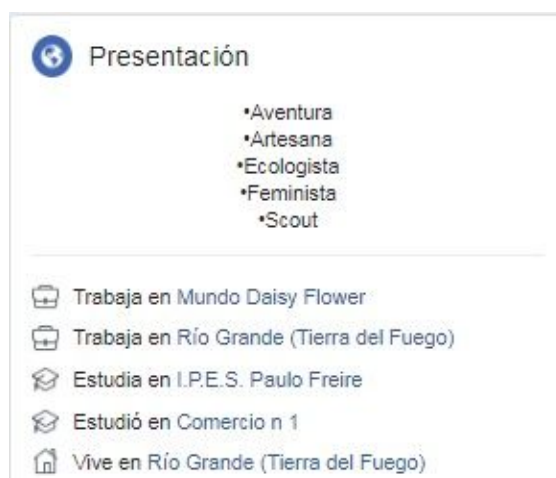 Presentación
•Aventura
•Artesana
•Ecologista
•Feminista
•Scout
Trabaja en Mundo Daisy Flower
Trabaja en Río Grande (Tierra del Fuego)
Estudia en I.P.E.S. Paulo Freire
Estudió en Comercio n 1
Vive en Río Grande (Tierra del Fuego)